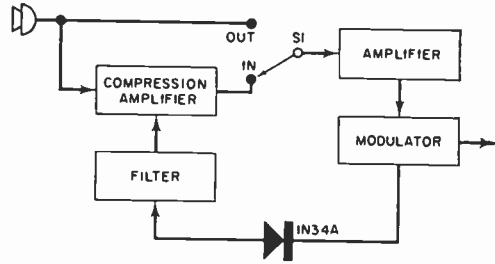 OUT
S1
IN
COMPRESSION
AMPLIFIER
AMPLIFIER
MODULATOR
FILTER
1N34A